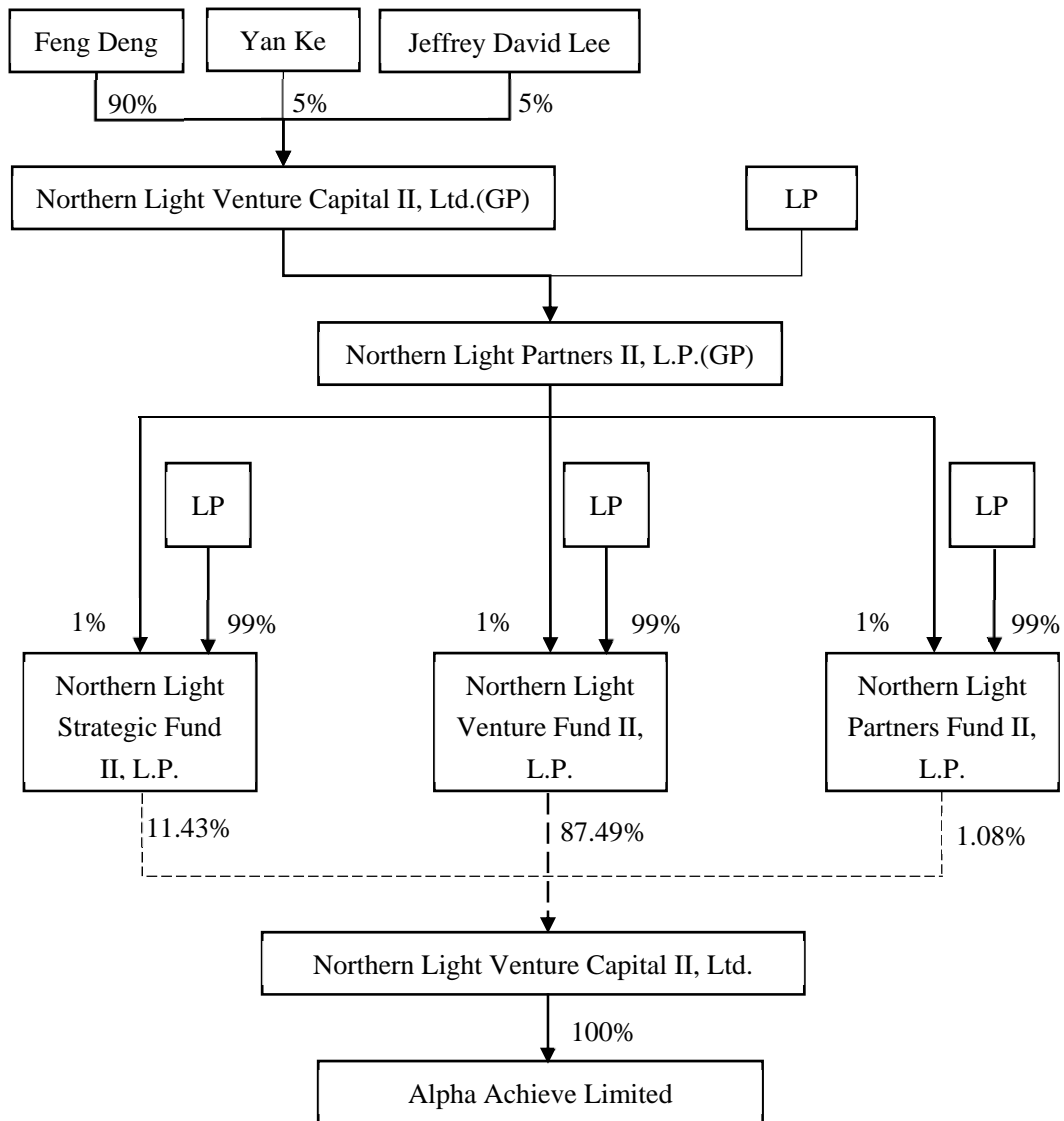 Feng Deng
Yan Ke
Jeffrey David Lee
90%
5%
5%
Northern Light Venture Capital II, Ltd.(GP)
LP
Northern Light Partners II, L.P.(GP)
LP
LP
LP
1%
99%
1%
99%
1%
99%
Northern Light
Strategic Fund
II, L.P.
Northern Light
Venture Fund II,
L.P.
Northern Light
Partners Fund II,
L.P.
11.43%
87.49%
1.08%
Northern Light Venture Capital II, Ltd.
100%
Alpha Achieve Limited